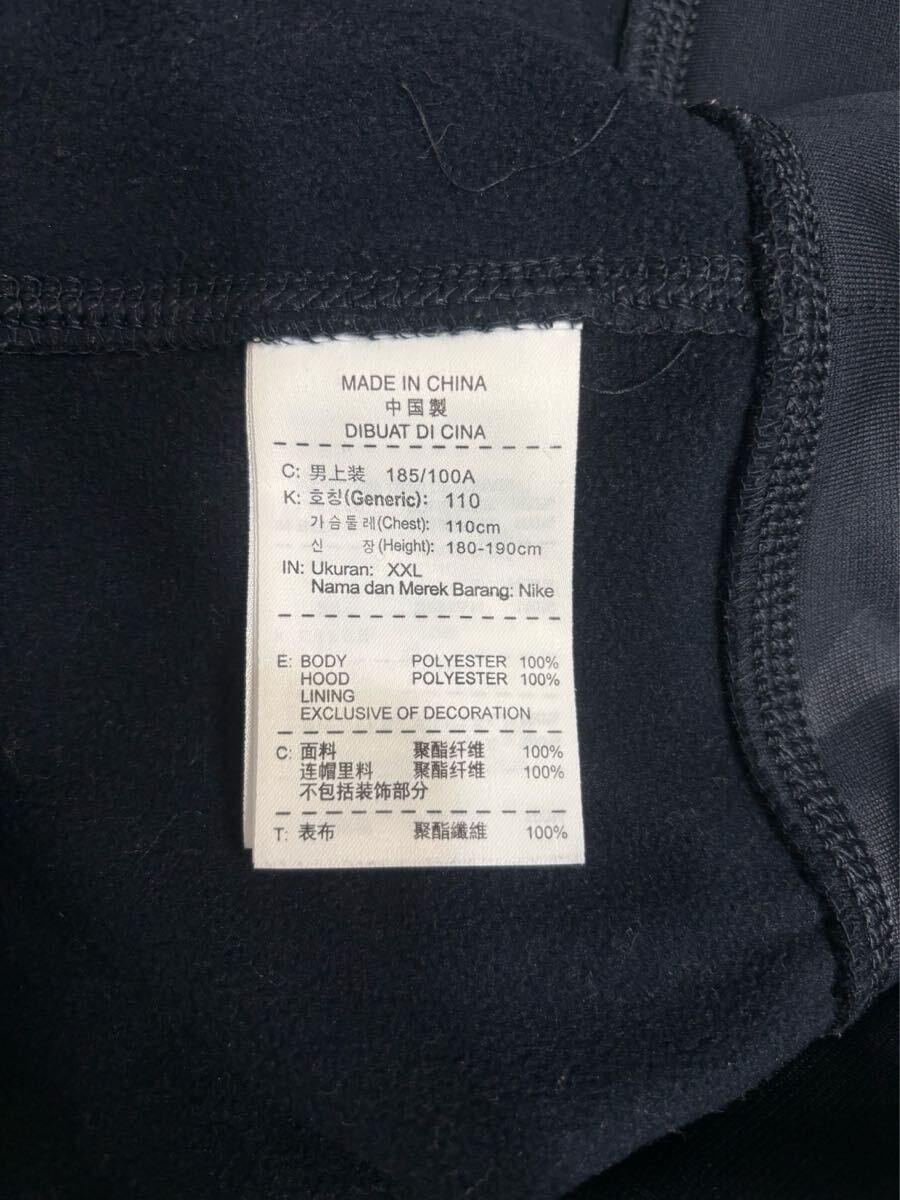 MADE IN CHINA
中国製
DIBUAT DI CINA
C: 男上装 185/100A
K: 호칭(Generic): 110
가슴둘레(Chest): 110cm
신 장(Height): 180-190cm
IN: Ukuran: XXL
Nama dan Merek Barang: Nike
E: BODY POLYESTER 100%
HOOD POLYESTER 100%
LINING
EXCLUSIVE OF DECORATION
C: 面料 聚酯纤维 100%
连帽里料 聚酯纤维 100%
不包括装饰部分
T: 表布 聚酯纖維 100%